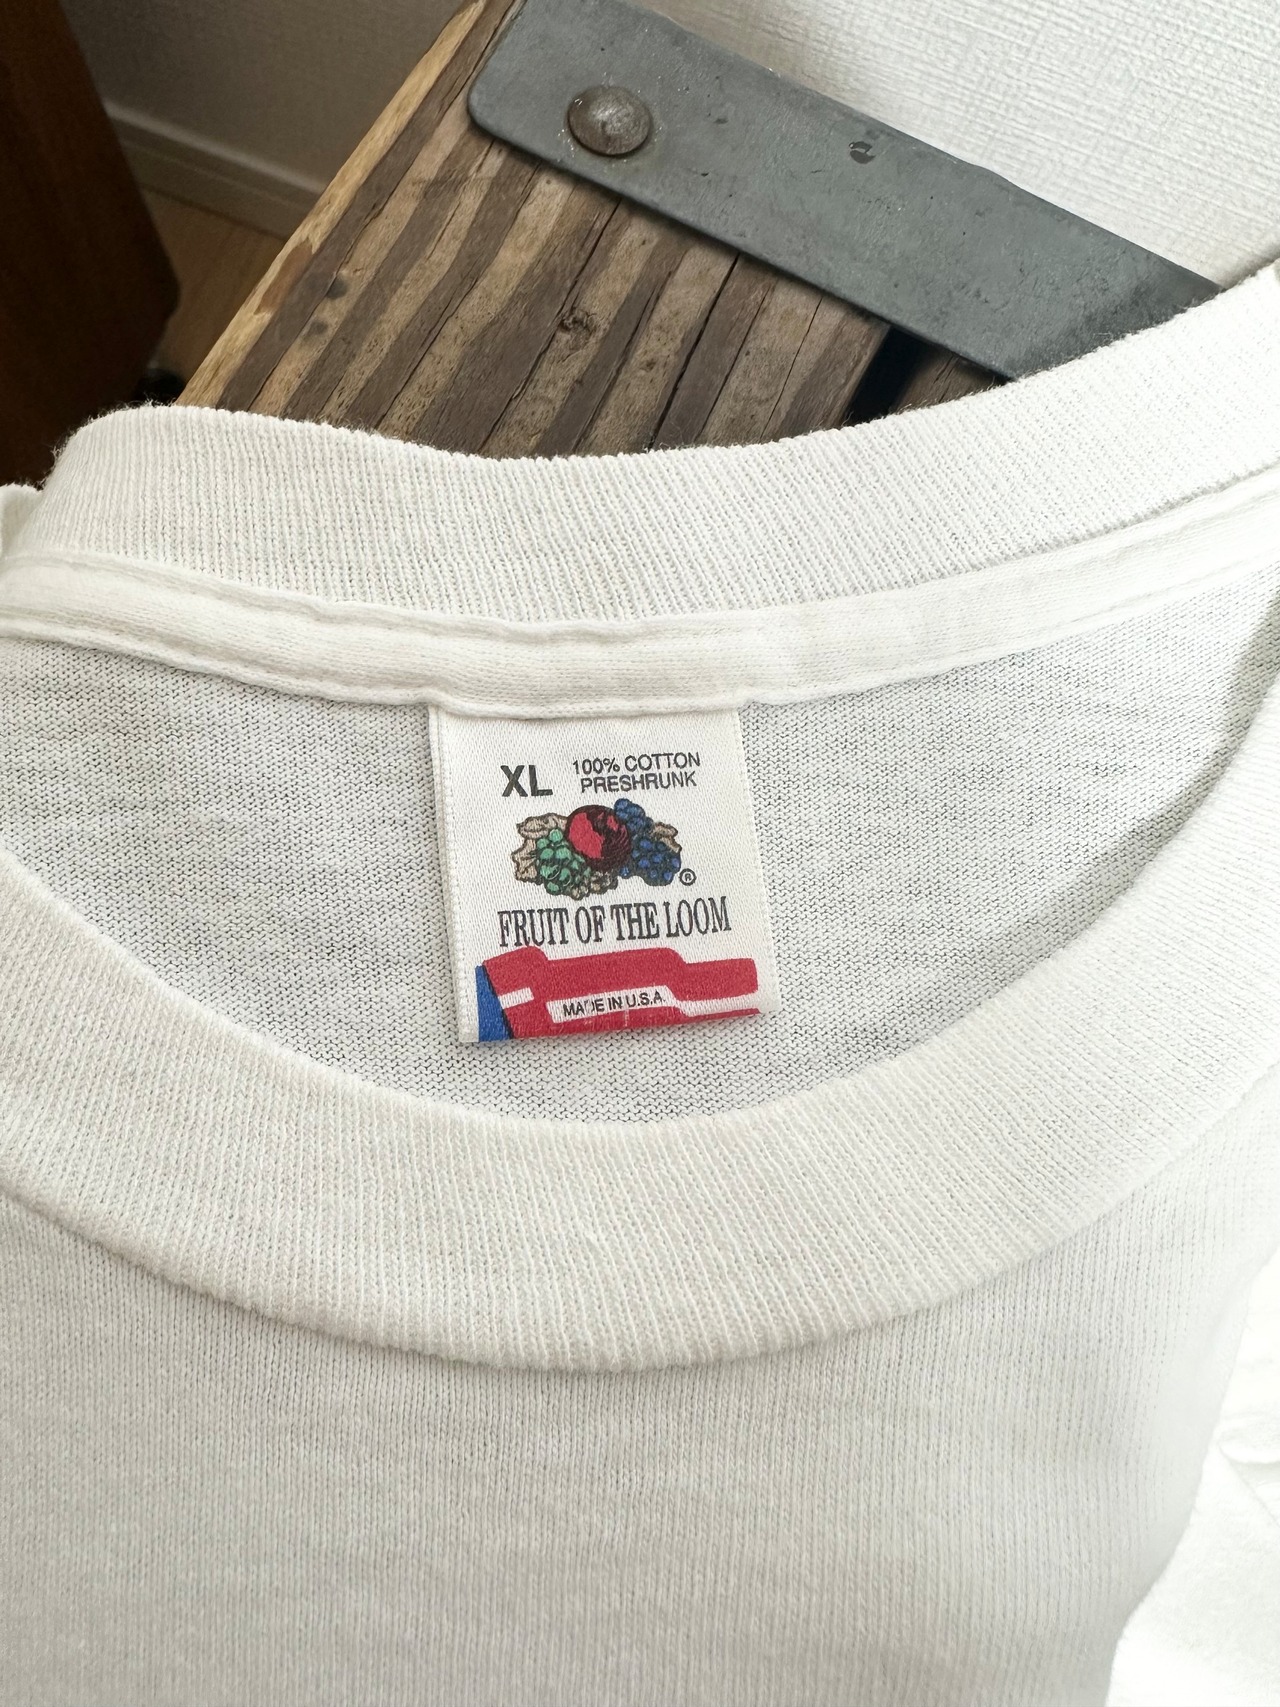 XL 100% COTTON
PRESHRUNK
®
FRUIT OF THE LOOM
MADE IN U.S.A.